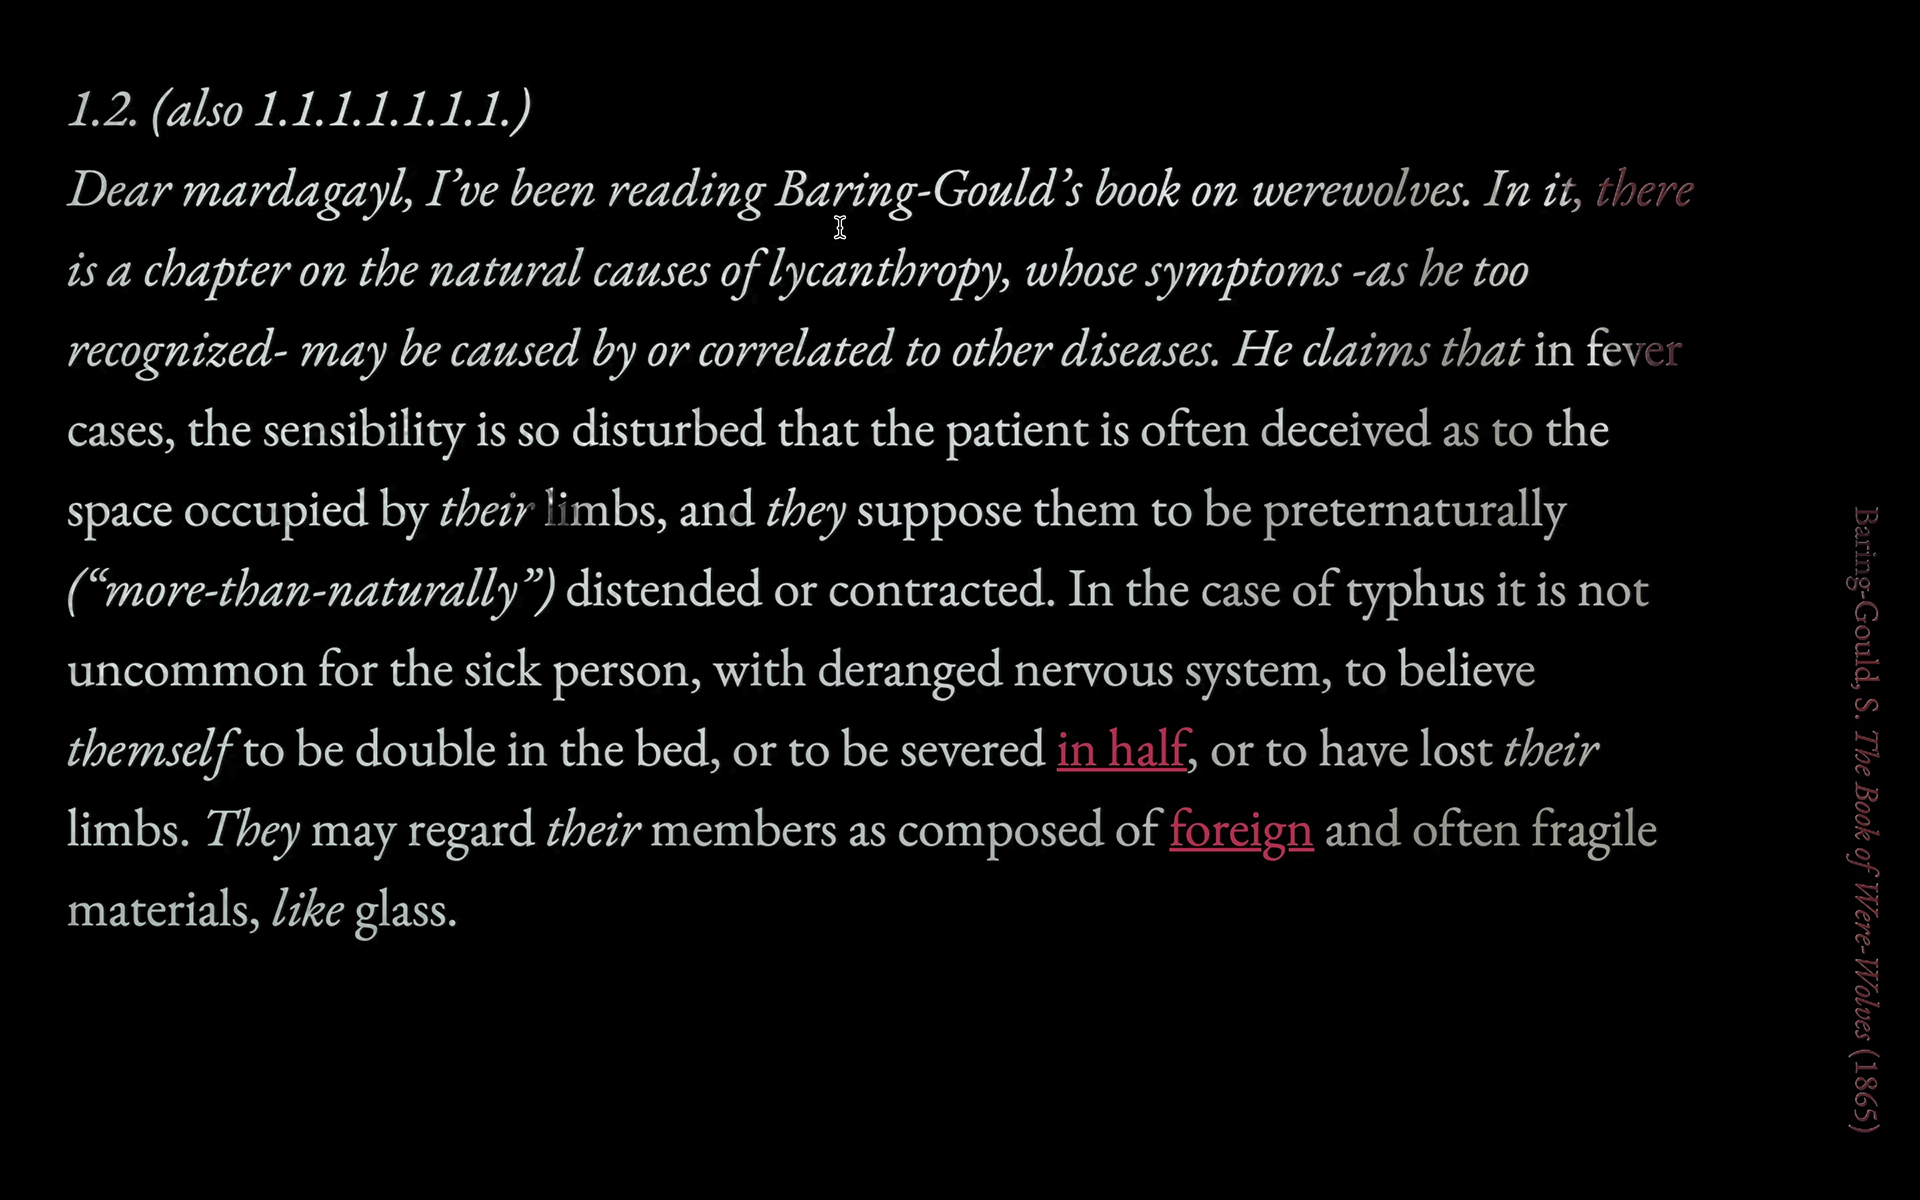 1.2. (also 1.1.1.1.1.1.1.)
Dear mardagayl, I’ve been reading Baring-Gould’s book on werewolves. In it, there
is a chapter on the natural causes of lycanthropy, whose symptoms -as he too
recognized- may be caused by or correlated to other diseases. He claims that in fever
cases, the sensibility is so disturbed that the patient is often deceived as to the
space occupied by their limbs, and they suppose them to be preternaturally
(“more-than-naturally”) distended or contracted. In the case of typhus it is not
uncommon for the sick person, with deranged nervous system, to believe
themself to be double in the bed, or to be severed in half, or to have lost their
limbs. They may regard their members as composed of foreign and often fragile
materials, like glass.
Baring-Gould, S. The Book of Were-Wolves (1865)